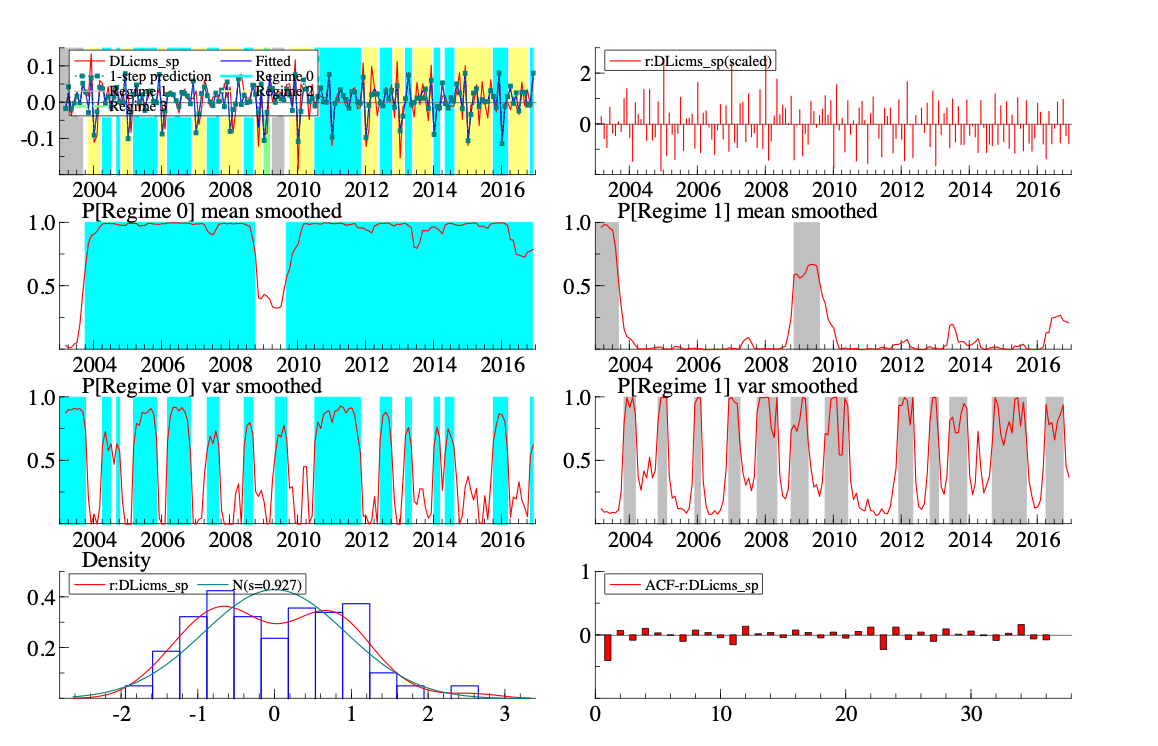 DLicms_sp Fitted
1-step prediction Regime 0
Regime 1 Regime 2
Regime 3
0.1
0.0
-0.1
2004 2006 2008 2010 2012 2014 2016
r:DLicms_sp(scaled)
2
0
2004 2006 2008 2010 2012 2014 2016
P[Regime 0] mean smoothed
1.0
0.5
2004 2006 2008 2010 2012 2014 2016
P[Regime 1] mean smoothed
1.0
0.5
2004 2006 2008 2010 2012 2014 2016
P[Regime 0] var smoothed
1.0
0.5
2004 2006 2008 2010 2012 2014 2016
P[Regime 1] var smoothed
1.0
0.5
2004 2006 2008 2010 2012 2014 2016
Density
r:DLicms_sp N(s=0.927)
0.4
0.2
-2 -1 0 1 2 3
ACF-r:DLicms_sp
1
0
0 10 20 30